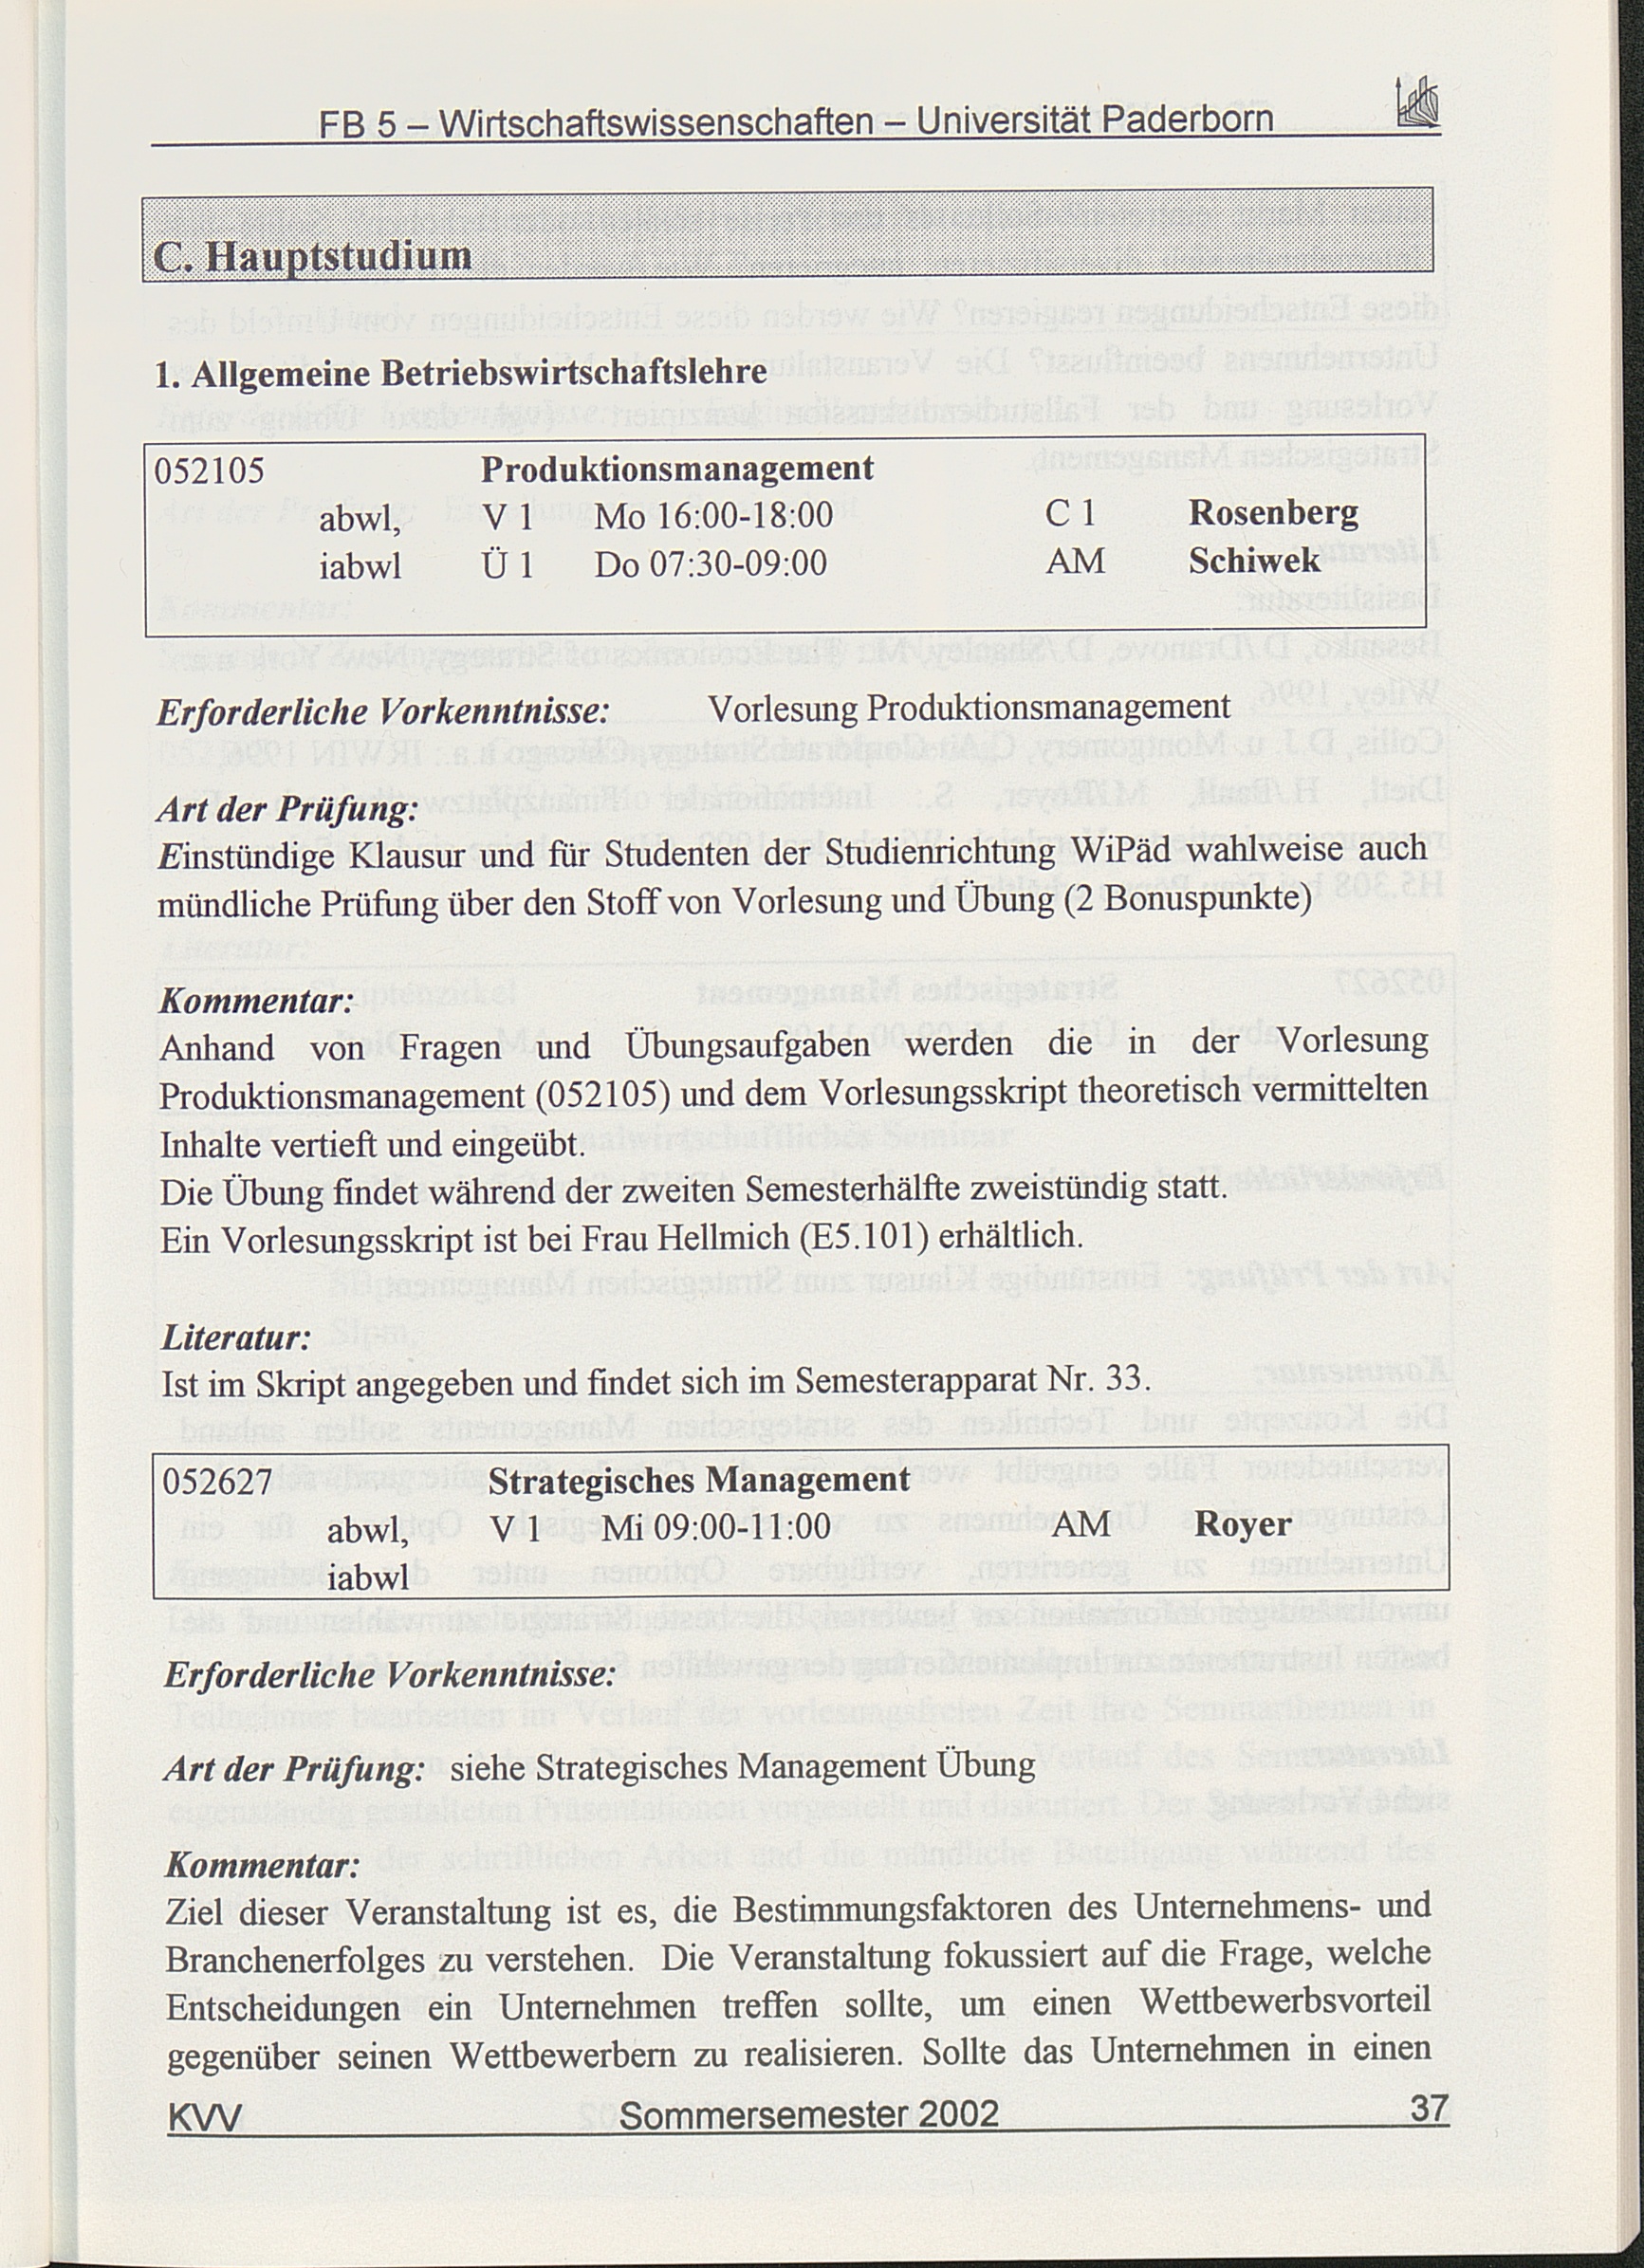 FB 5 – Wirtschaftswissenschaften – Universität Paderborn
C. Hauptstudium
1. Allgemeine Betriebswirtschaftslehre
052105 Produktionsmanagement
abwl, V 1 Mo 16:00-18:00 C 1 Rosenberg
iabwl Ü 1 Do 07:30-09:00 AM Schiwek
Erforderliche Vorkenntnisse: Vorlesung Produktionsmanagement
Art der Prüfung:
Einstündige Klausur und für Studenten der Studienrichtung WiPäd wahlweise auch
mündliche Prüfung über den Stoff von Vorlesung und Übung (2 Bonuspunkte)
Kommentar:
Anhand von Fragen und Übungsaufgaben werden die in der Vorlesung
Produktionsmanagement (052105) und dem Vorlesungsskript theoretisch vermittelten
Inhalte vertieft und eingeübt.
Die Übung findet während der zweiten Semesterhälfte zweistündig statt.
Ein Vorlesungsskript ist bei Frau Hellmich (E5.101) erhältlich.
Literatur:
Ist im Skript angegeben und findet sich im Semesterapparat Nr. 33.
052627 Strategisches Management
abwl, V 1 Mi 09:00-11:00 AM Royer
iabwl
Erforderliche Vorkenntnisse:
Art der Prüfung: siehe Strategisches Management Übung
Kommentar:
Ziel dieser Veranstaltung ist es, die Bestimmungsfaktoren des Unternehmens- und
Branchenerfolges zu verstehen. Die Veranstaltung fokussiert auf die Frage, welche
Entscheidungen ein Unternehmen treffen sollte, um einen Wettbewerbsvorteil
gegenüber seinen Wettbewerbern zu realisieren. Sollte das Unternehmen in einen
KVV Sommersemester 2002 37